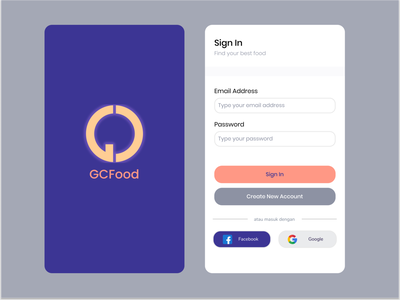 GCFood
Sign In
Find your best food
Email Address
Type your email address
Password
Type your password
Sign In
Create New Account
atau masuk dengan
Facebook
Google